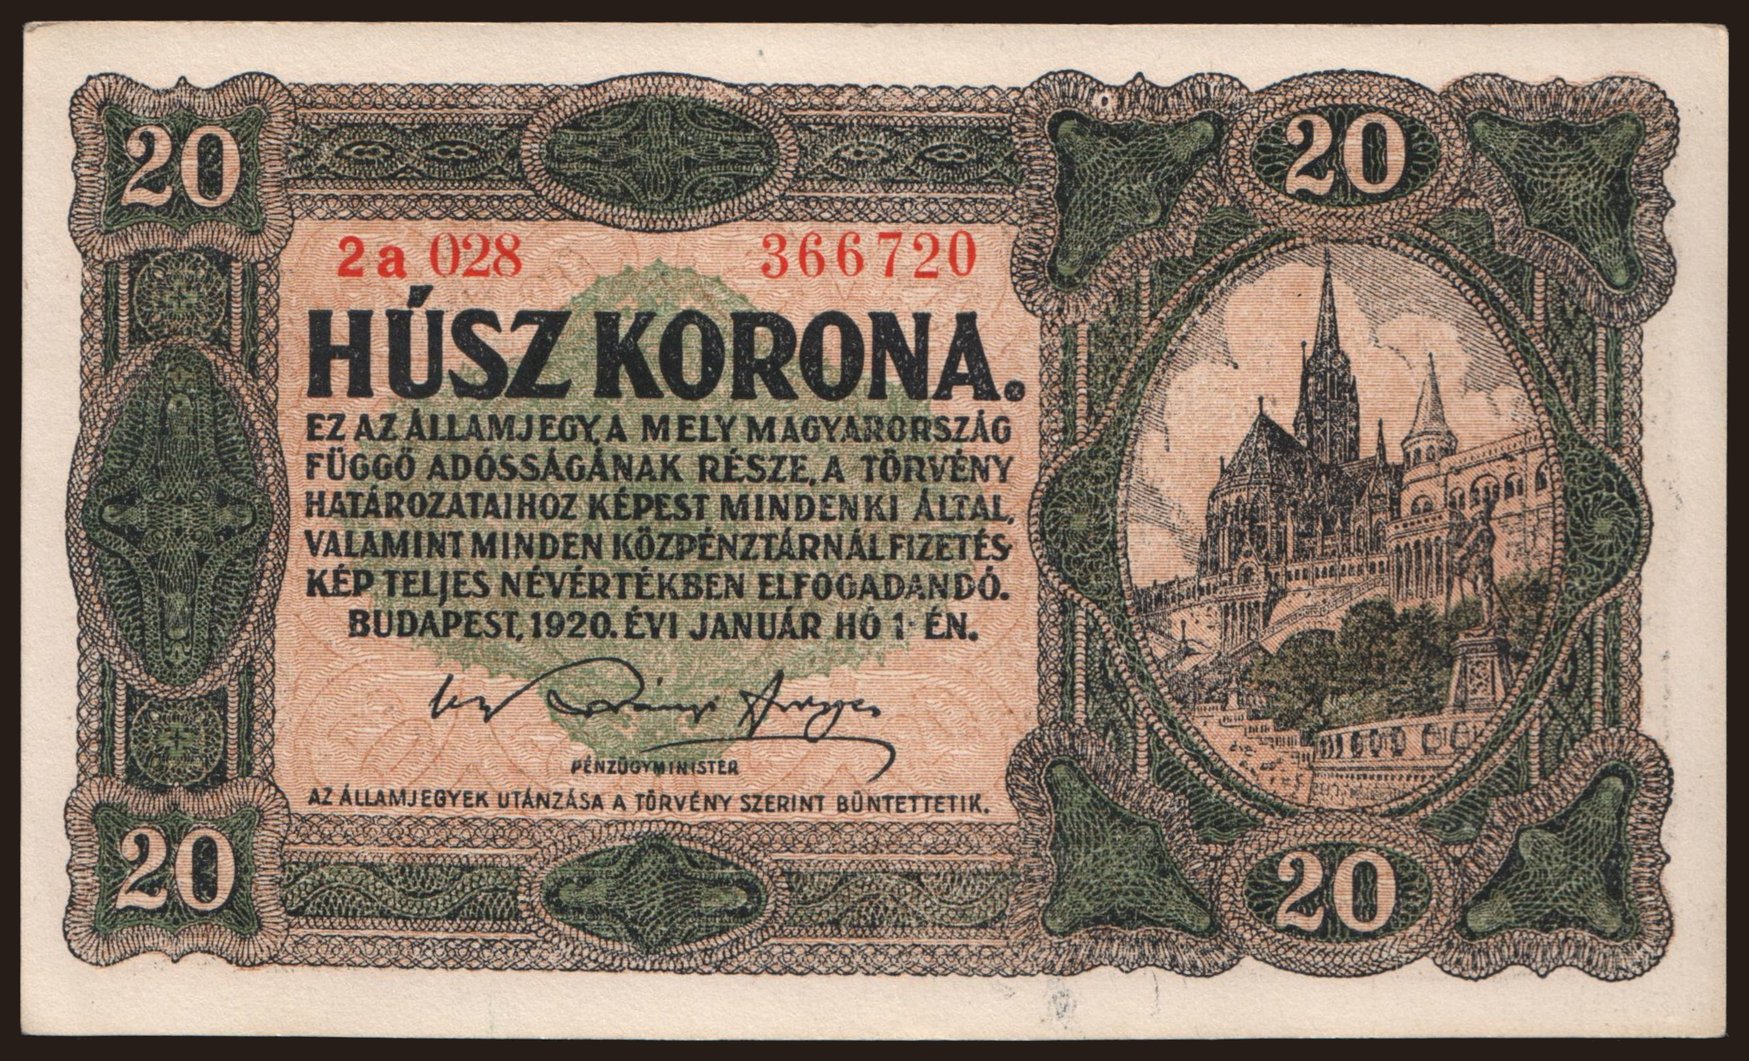 20
20
2a 028 366720
HÚSZ KORONA.
EZ AZ ÁLLAMJEGY, A MELY MAGYARORSZÁG
FÜGGŐ ADÓSSÁGÁNAK RÉSZE, A TÖRVÉNY
HATÁROZATAIHOZ KÉPEST MINDENKI ÁLTAL,
VALAMINT MINDEN KÖZPÉNZTÁRNÁL FIZETÉS-
KÉP TELJES NÉVÉRTÉKBEN ELFOGADANDÓ.
BUDAPEST, 1920. ÉVI JANUÁR HÓ 1-ÉN.
PÉNZÜGYMINISTER
AZ ÁLLAMJEGYEK UTÁNZÁSA A TÖRVÉNY SZERINT BÜNTETTETIK.
20
20